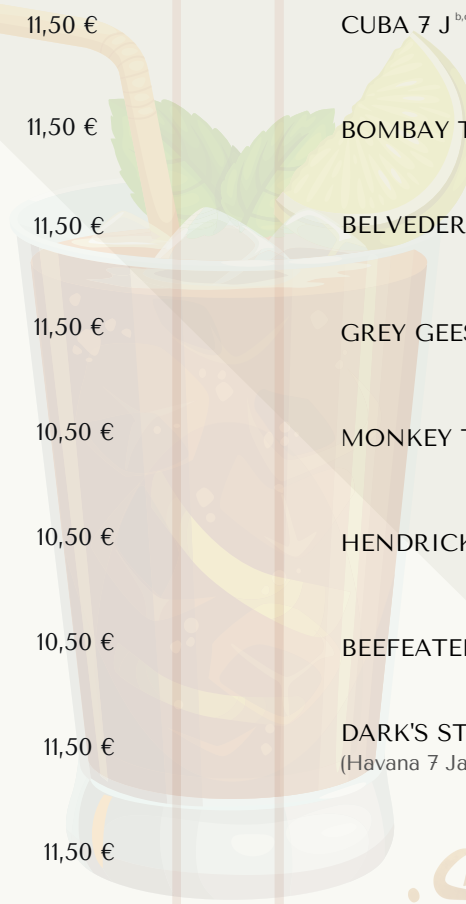 11,50 €
11,50 €
11,50 €
11,50 €
10,50 €
10,50 €
10,50 €
11,50 €
11,50 €
CUBA 7 J
BOMBAY
BELVEDER
GREY GEES
MONKEY
HENDRICK
BEEFEATE
DARK'S ST
(Havana 7 Ja